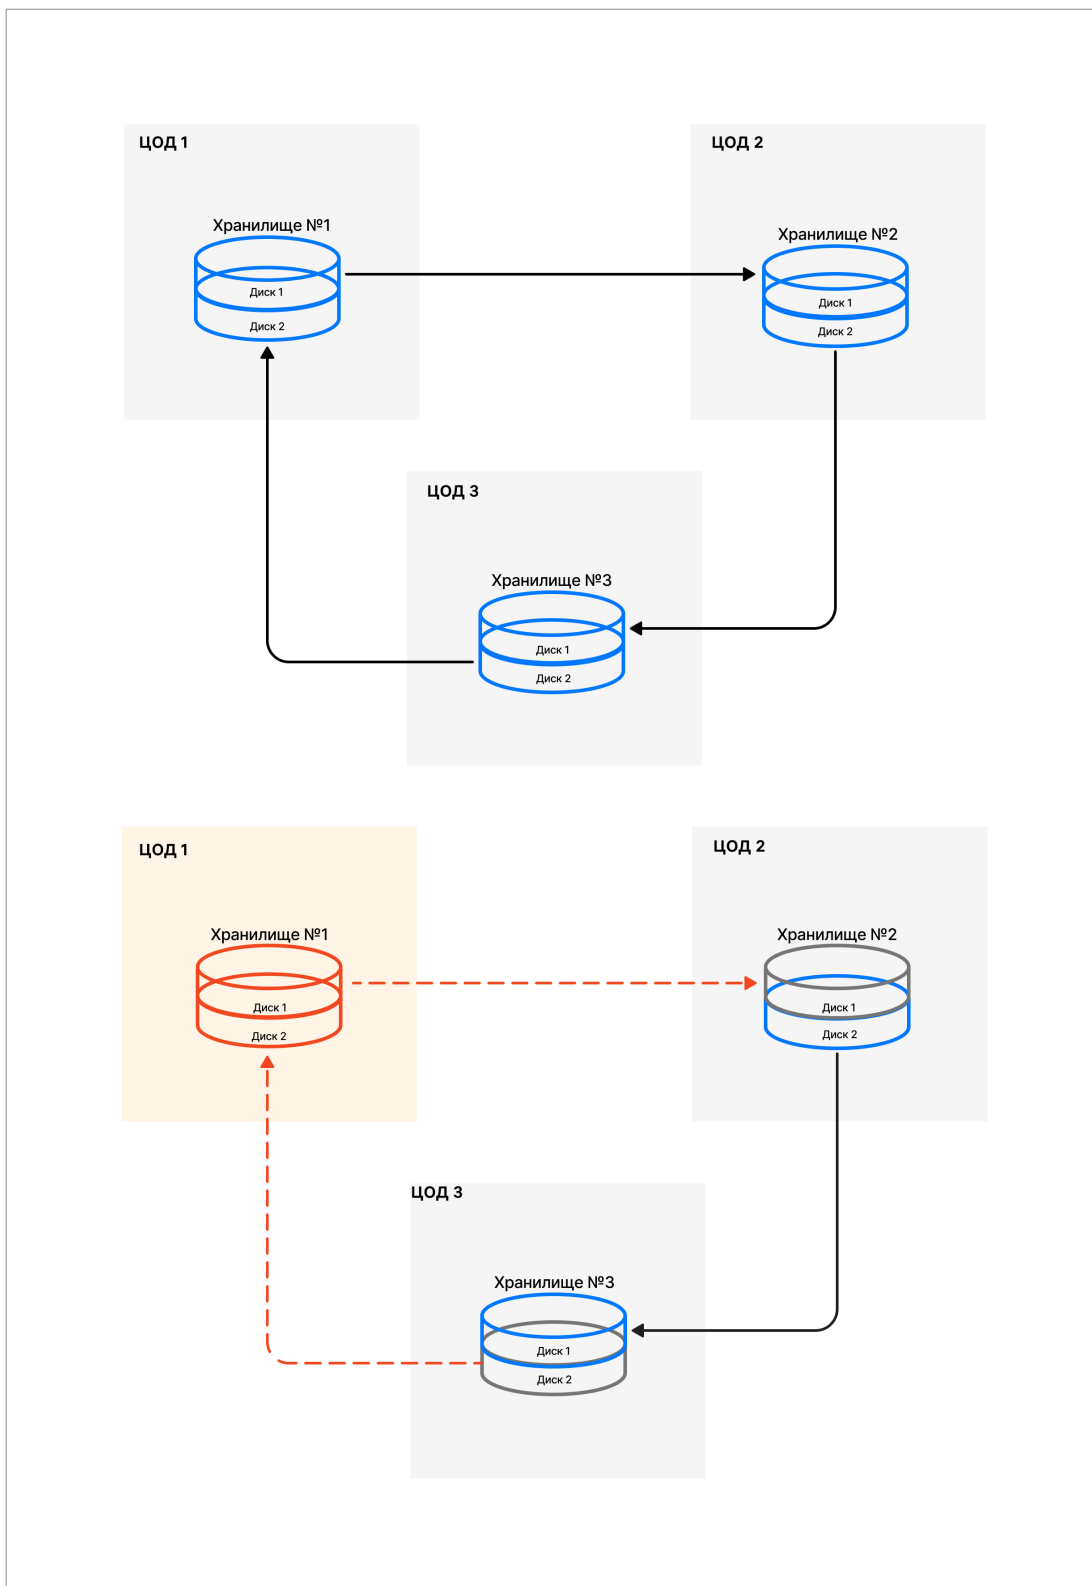 ЦОД 1
ЦОД 2
Хранилище №1
Хранилище №2
Диск 1
Диск 2
Диск 1
Диск 2
ЦОД 3
Хранилище №3
Диск 1
Диск 2
ЦОД 1
ЦОД 2
Хранилище №1
Хранилище №2
Диск 1
Диск 2
Диск 1
Диск 2
ЦОД 3
Хранилище №3
Диск 1
Диск 2